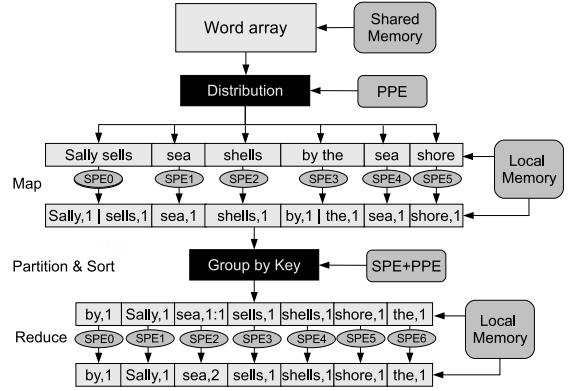 Word array
Shared
Memory
Distribution
PPE
Sally sells sea shells by the sea shore
SPE0 SPE1 SPE2 SPE3 SPE4 SPE5
Local
Memory
Map
Sally,1 | sells,1 sea,1 shells,1 by,1 | the,1 sea,1 shore,1
Partition & Sort
Group by Key
SPE+PPE
by,1 Sally,1 sea,1:1 sells,1 shells,1 shore,1 the,1
Reduce
SPE0 SPE1 SPE2 SPE3 SPE4 SPE5 SPE6
Local
Memory
by,1 Sally,1 sea,2 sells,1 shells,1 shore,1 the,1